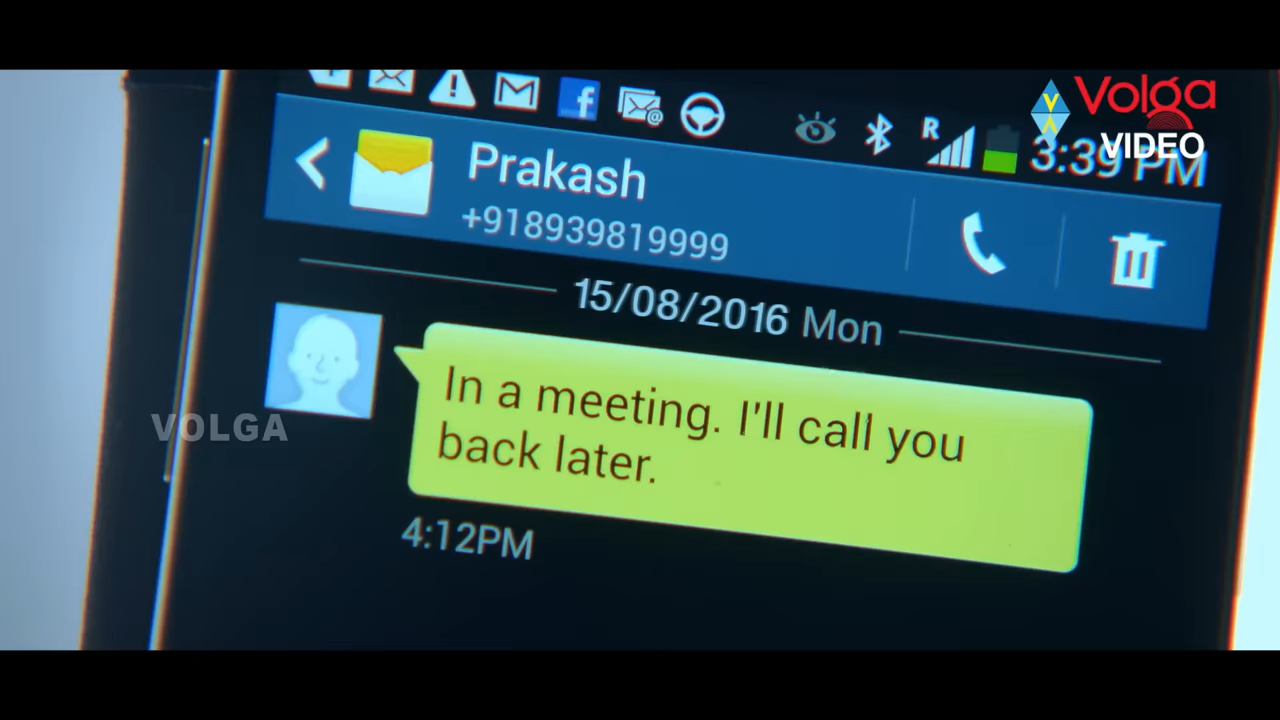 Volga
VIDEO
R
3:39 PM
Prakash
+918939819999
15/08/2016 Mon
In a meeting. I'll call you
back later.
4:12PM
VOLGA